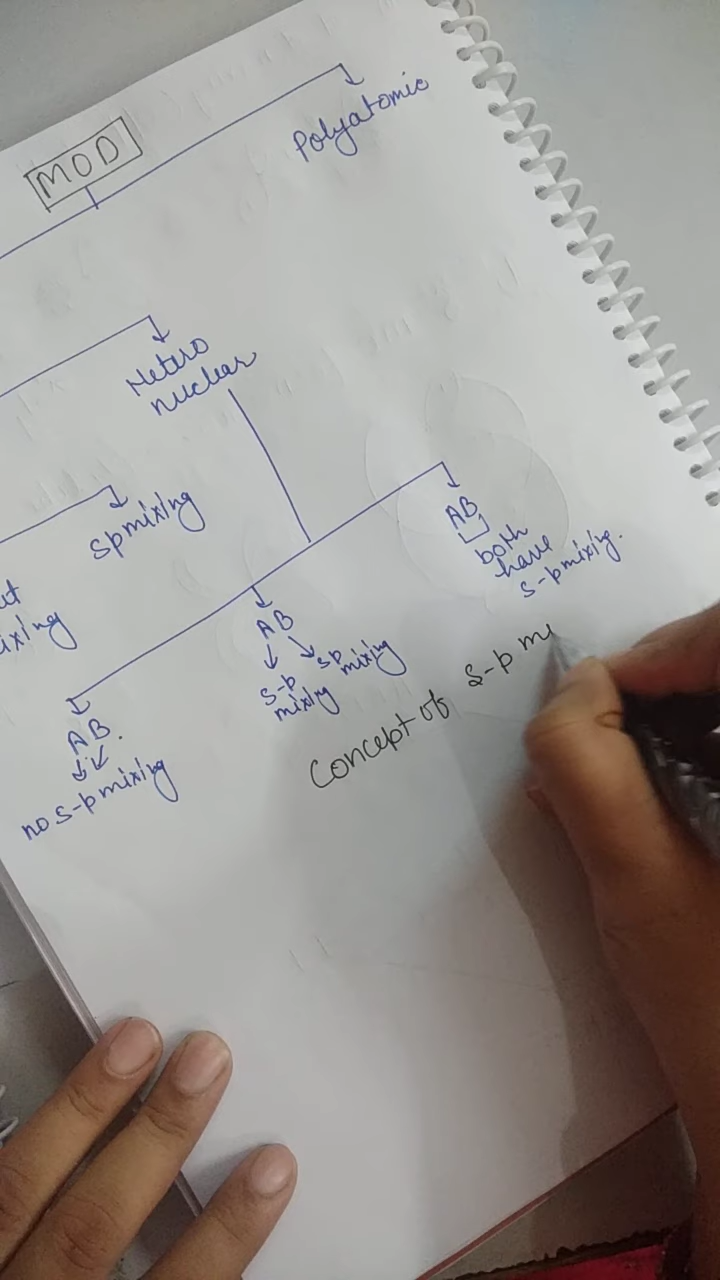 MOD
Polyatomic
Hetero
nuclear
sp mixing
AB
both
have
s-p mixing.
AB
s-p
mixing
sp
mixing
AB.
no s-p mixing
Concept of s-p